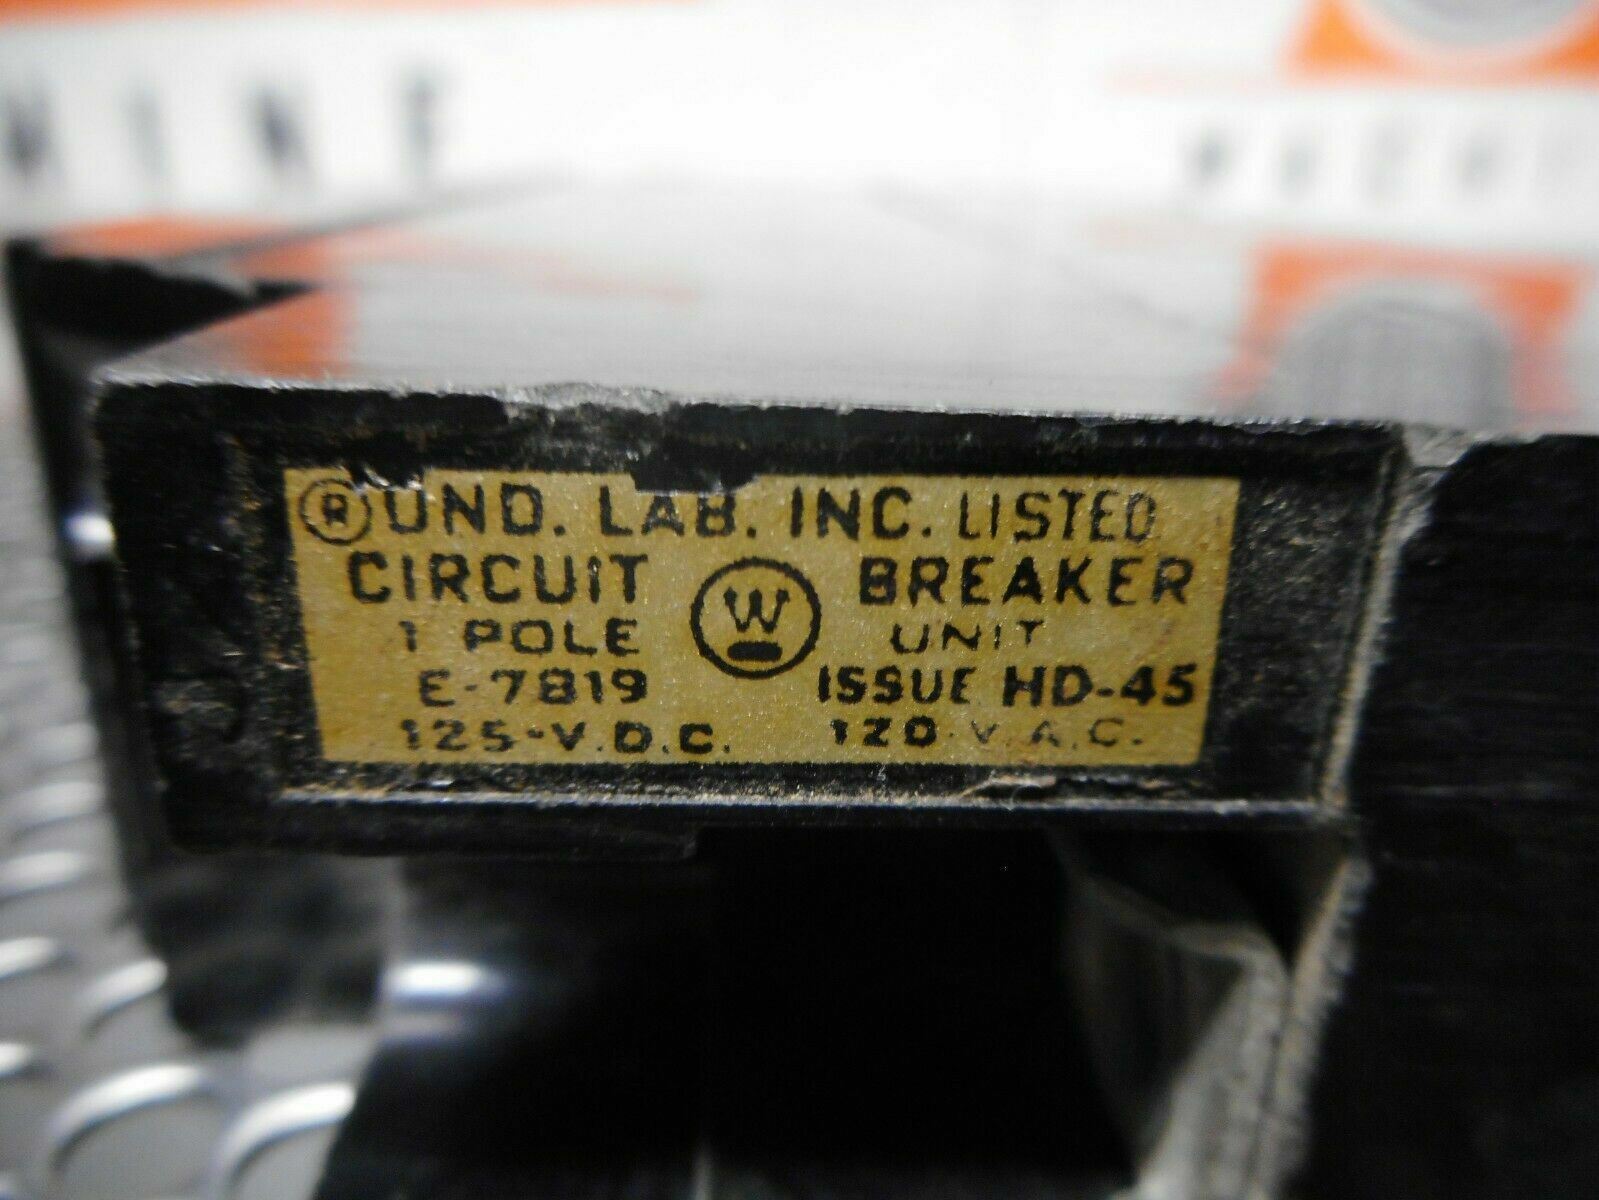 ® UND. LAB. INC. LISTED
CIRCUIT W BREAKER
1 POLE UNIT
E-7819 ISSUE HD-45
125-V.D.C. 120-V.A.C.